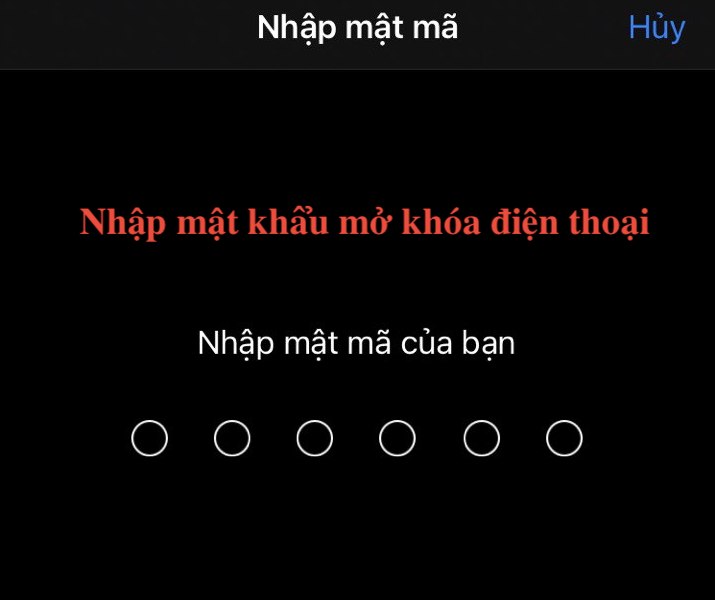 Nhập mật mã
Hủy
Nhập mật khẩu mở khóa điện thoại
Nhập mật mã của bạn